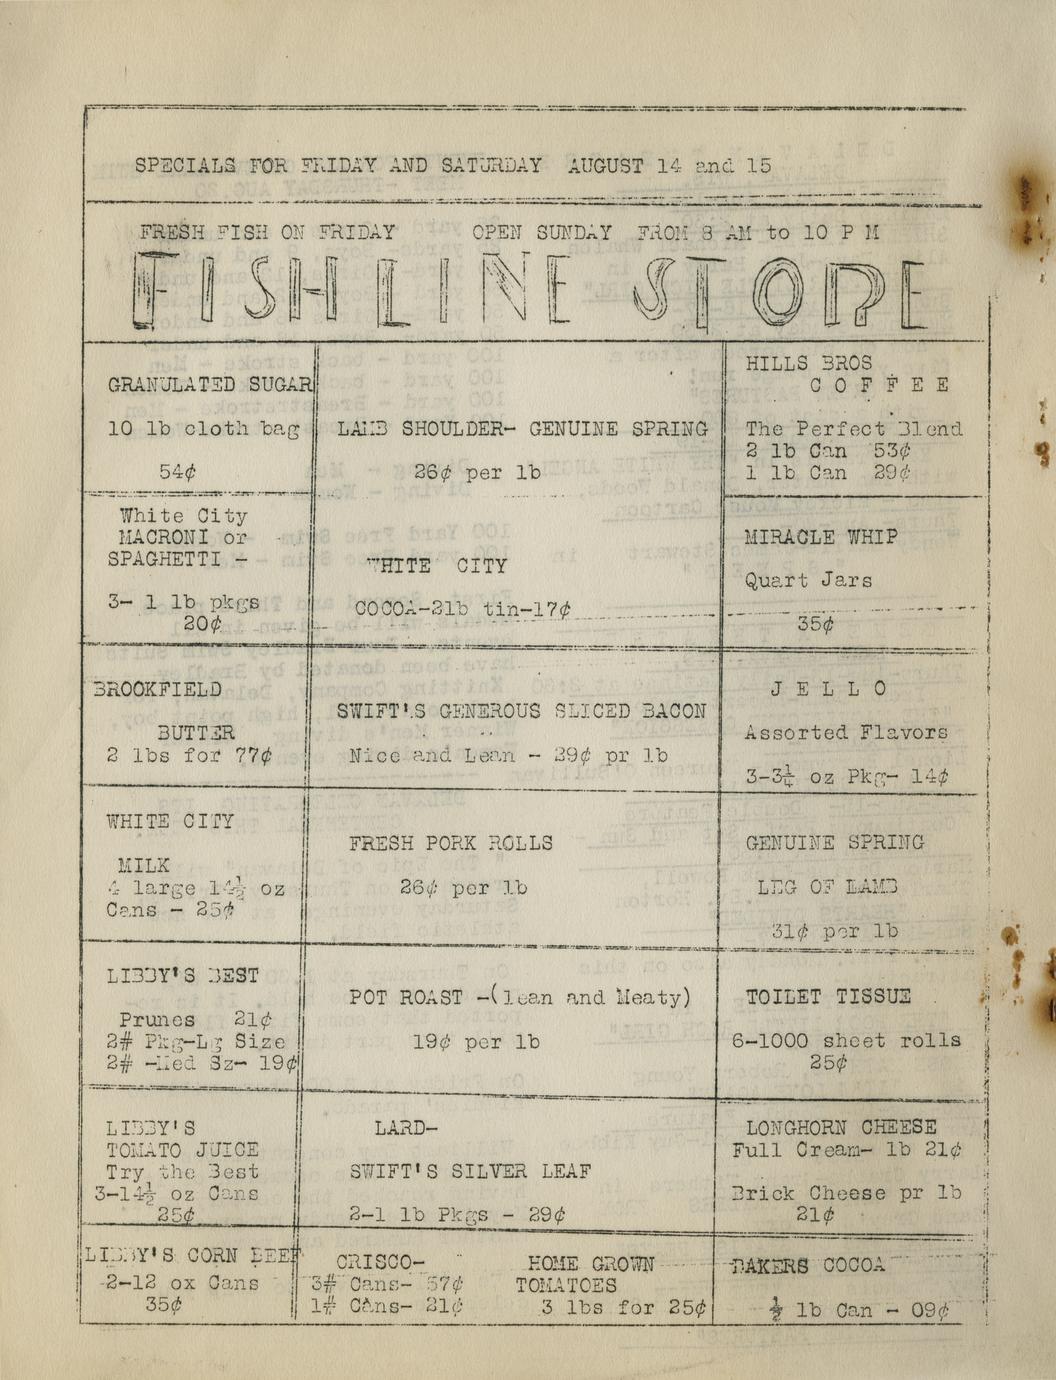 SPECIALS FOR FRIDAY AND SATURDAY AUGUST 14 and 15
FRESH FISH ON FRIDAY OPEN SUNDAY FROM 8 AM to 10 P M
FISH LINE STORE
GRANULATED SUGAR
10 lb cloth bag
54¢
LAMB SHOULDER- GENUINE SPRING
26¢ per lb
HILLS BROS
C O F F E E
The Perfect Blend
2 lb Can 53¢
1 lb Can 29¢
White City
MACRONI or
SPAGHETTI -
3- 1 lb pkgs
20¢
WHITE CITY
COCOA-2lb tin-17¢
MIRACLE WHIP
Quart Jars
35¢
BROOKFIELD
BUTTER
2 lbs for 77¢
SWIFT'S GENEROUS SLICED BACON
Nice and Lean - 29¢ pr lb
J E L L O
Assorted Flavors
3-3¼ oz Pkg- 14¢
WHITE CITY
MILK
4 large 14½ oz
Cans - 25¢
FRESH PORK ROLLS
26¢ per lb
GENUINE SPRING
LEG OF LAMB
31¢ per lb
LIBBY'S BEST
Prunes 21¢
2# Pkg-Lg Size
2# -Med Sz- 19¢
POT ROAST -(lean and Meaty)
19¢ per lb
TOILET TISSUE
6-1000 sheet rolls
25¢
LIBBY'S
TOMATO JUICE
Try the Best
3-14½ oz Cans
25¢
LARD-
SWIFT'S SILVER LEAF
2-1 lb Pkgs - 29¢
LONGHORN CHEESE
Full Cream- lb 21¢
Brick Cheese pr lb
21¢
LIBBY'S CORN BEEF
2-12 ox Cans
35¢
CRISCO-
3# Cans- 57¢
1# Cans- 21¢
HOME GROWN
TOMATOES
3 lbs for 25¢
BAKERS COCOA
½ lb Can - 09¢